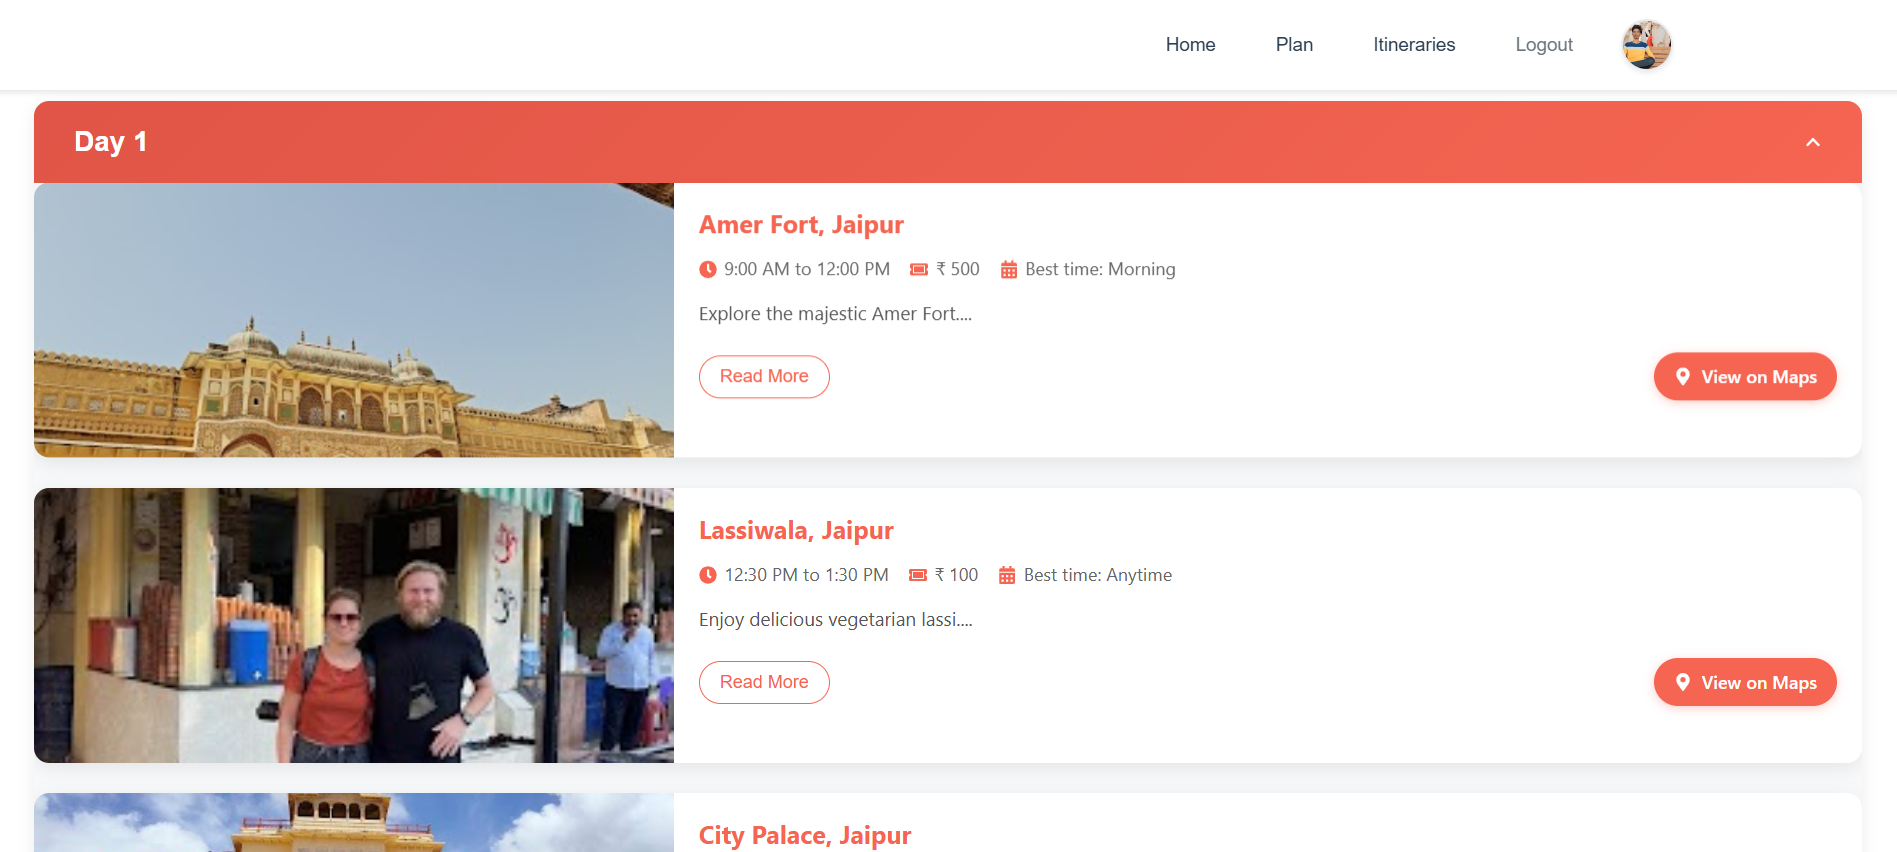 Home Plan Itineraries Logout
Day 1
Amer Fort, Jaipur
9:00 AM to 12:00 PM ₹ 500 Best time: Morning
Explore the majestic Amer Fort....
Read More
View on Maps
Lassiwala, Jaipur
12:30 PM to 1:30 PM ₹ 100 Best time: Anytime
Enjoy delicious vegetarian lassi....
Read More
View on Maps
City Palace, Jaipur